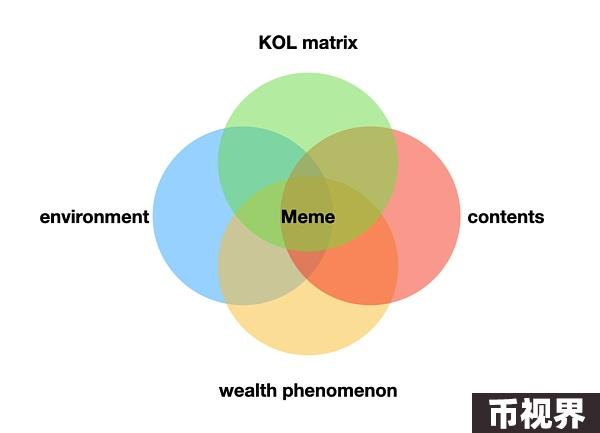 KOL matrix
environment
Meme
contents
wealth phenomenon
币视界